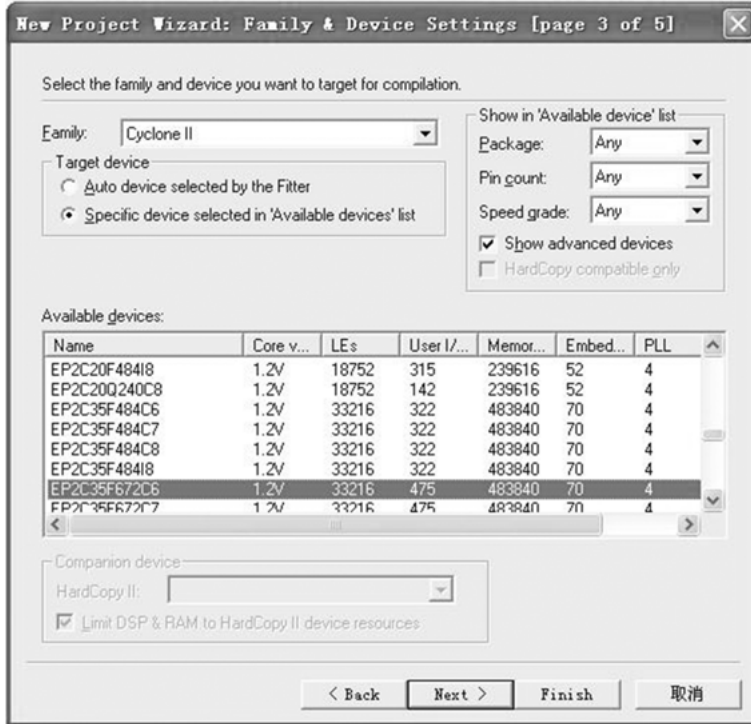 New Project Wizard: Family & Device Settings [page 3 of 5]
Select the family and device you want to target for compilation.
Family: Cyclone II
Target device
Auto device selected by the Fitter
Specific device selected in 'Available devices' list
Show in 'Available device' list
Package: Any
Pin count: Any
Speed grade: Any
Show advanced devices
HardCopy compatible only
Available devices:
Name Core v... LEs User I/... Memor... Embed... PLL
EP2C20F484I8 1.2V 18752 315 239616 52 4
EP2C20Q240C8 1.2V 18752 142 239616 52 4
EP2C35F484C6 1.2V 33216 322 483840 70 4
EP2C35F484C7 1.2V 33216 322 483840 70 4
EP2C35F484C8 1.2V 33216 322 483840 70 4
EP2C35F484I8 1.2V 33216 322 483840 70 4
EP2C35F672C6 1.2V 33216 475 483840 70 4
EP2C35F672C7 1.2V 33216 475 483840 70 4
Companion device
HardCopy II:
Limit DSP & RAM to HardCopy II device resources
< Back Next > Finish 取消